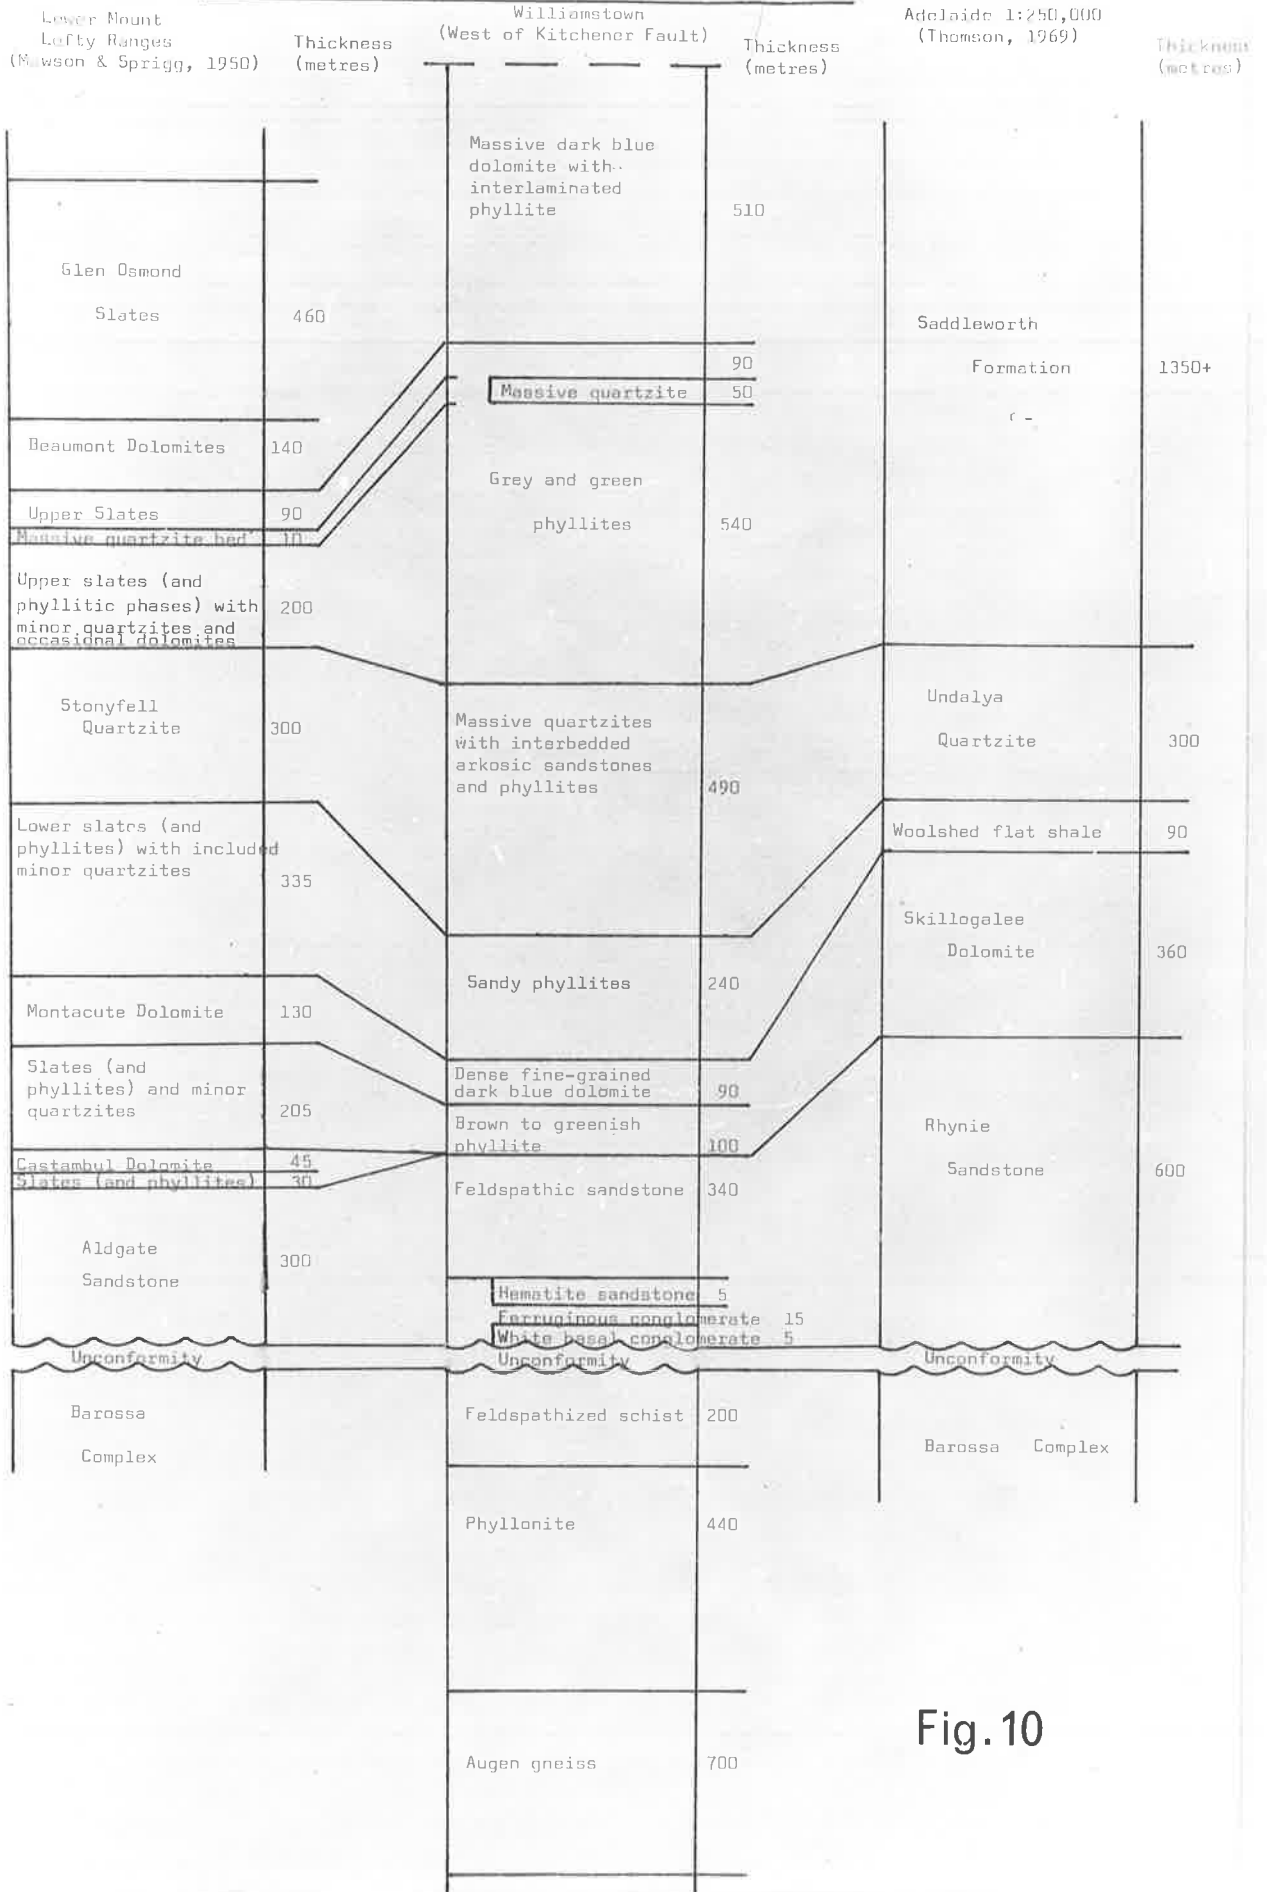 Lower Mount
Lofty Ranges
(Mawson & Sprigg, 1950)
Thickness
(metres)
Glen Osmond
Slates
460
Beaumont Dolomites 140
Upper Slates 90
Massive quartzite bed 10
Upper slates (and
phyllitic phases) with 200
minor quartzites and
occasional dolomites
Stonyfell
Quartzite 300
Lower slates (and
phyllites) with included
minor quartzites
335
Montacute Dolomite 130
Slates (and
phyllites) and minor
quartzites 205
Castambul Dolomite 45
Slates (and phyllites) 30
Aldgate
Sandstone
300
Unconformity
Barossa
Complex
Williamstown
(West of Kitchener Fault)
Thickness
(metres)
Massive dark blue
dolomite with
interlaminated
phyllite 510
90
Massive quartzite 50
Grey and green
phyllites 540
Massive quartzites
with interbedded
arkosic sandstones
and phyllites 490
Sandy phyllites 240
Dense fine-grained
dark blue dolomite 90
Brown to greenish
phyllite 100
Feldspathic sandstone 340
Hematite sandstone 5
Ferruginous conglomerate 15
White basal conglomerate 5
Unconformity
Feldspathized schist 200
Phyllonite 440
Augen gneiss 700
Adelaide 1:250,000
(Thomson, 1969)
Thickness
(metres)
Saddleworth
Formation 1350+
Undalya
Quartzite 300
Woolshed flat shale 90
Skillogalee
Dolomite 360
Rhynie
Sandstone 600
Unconformity
Barossa Complex
Fig.10